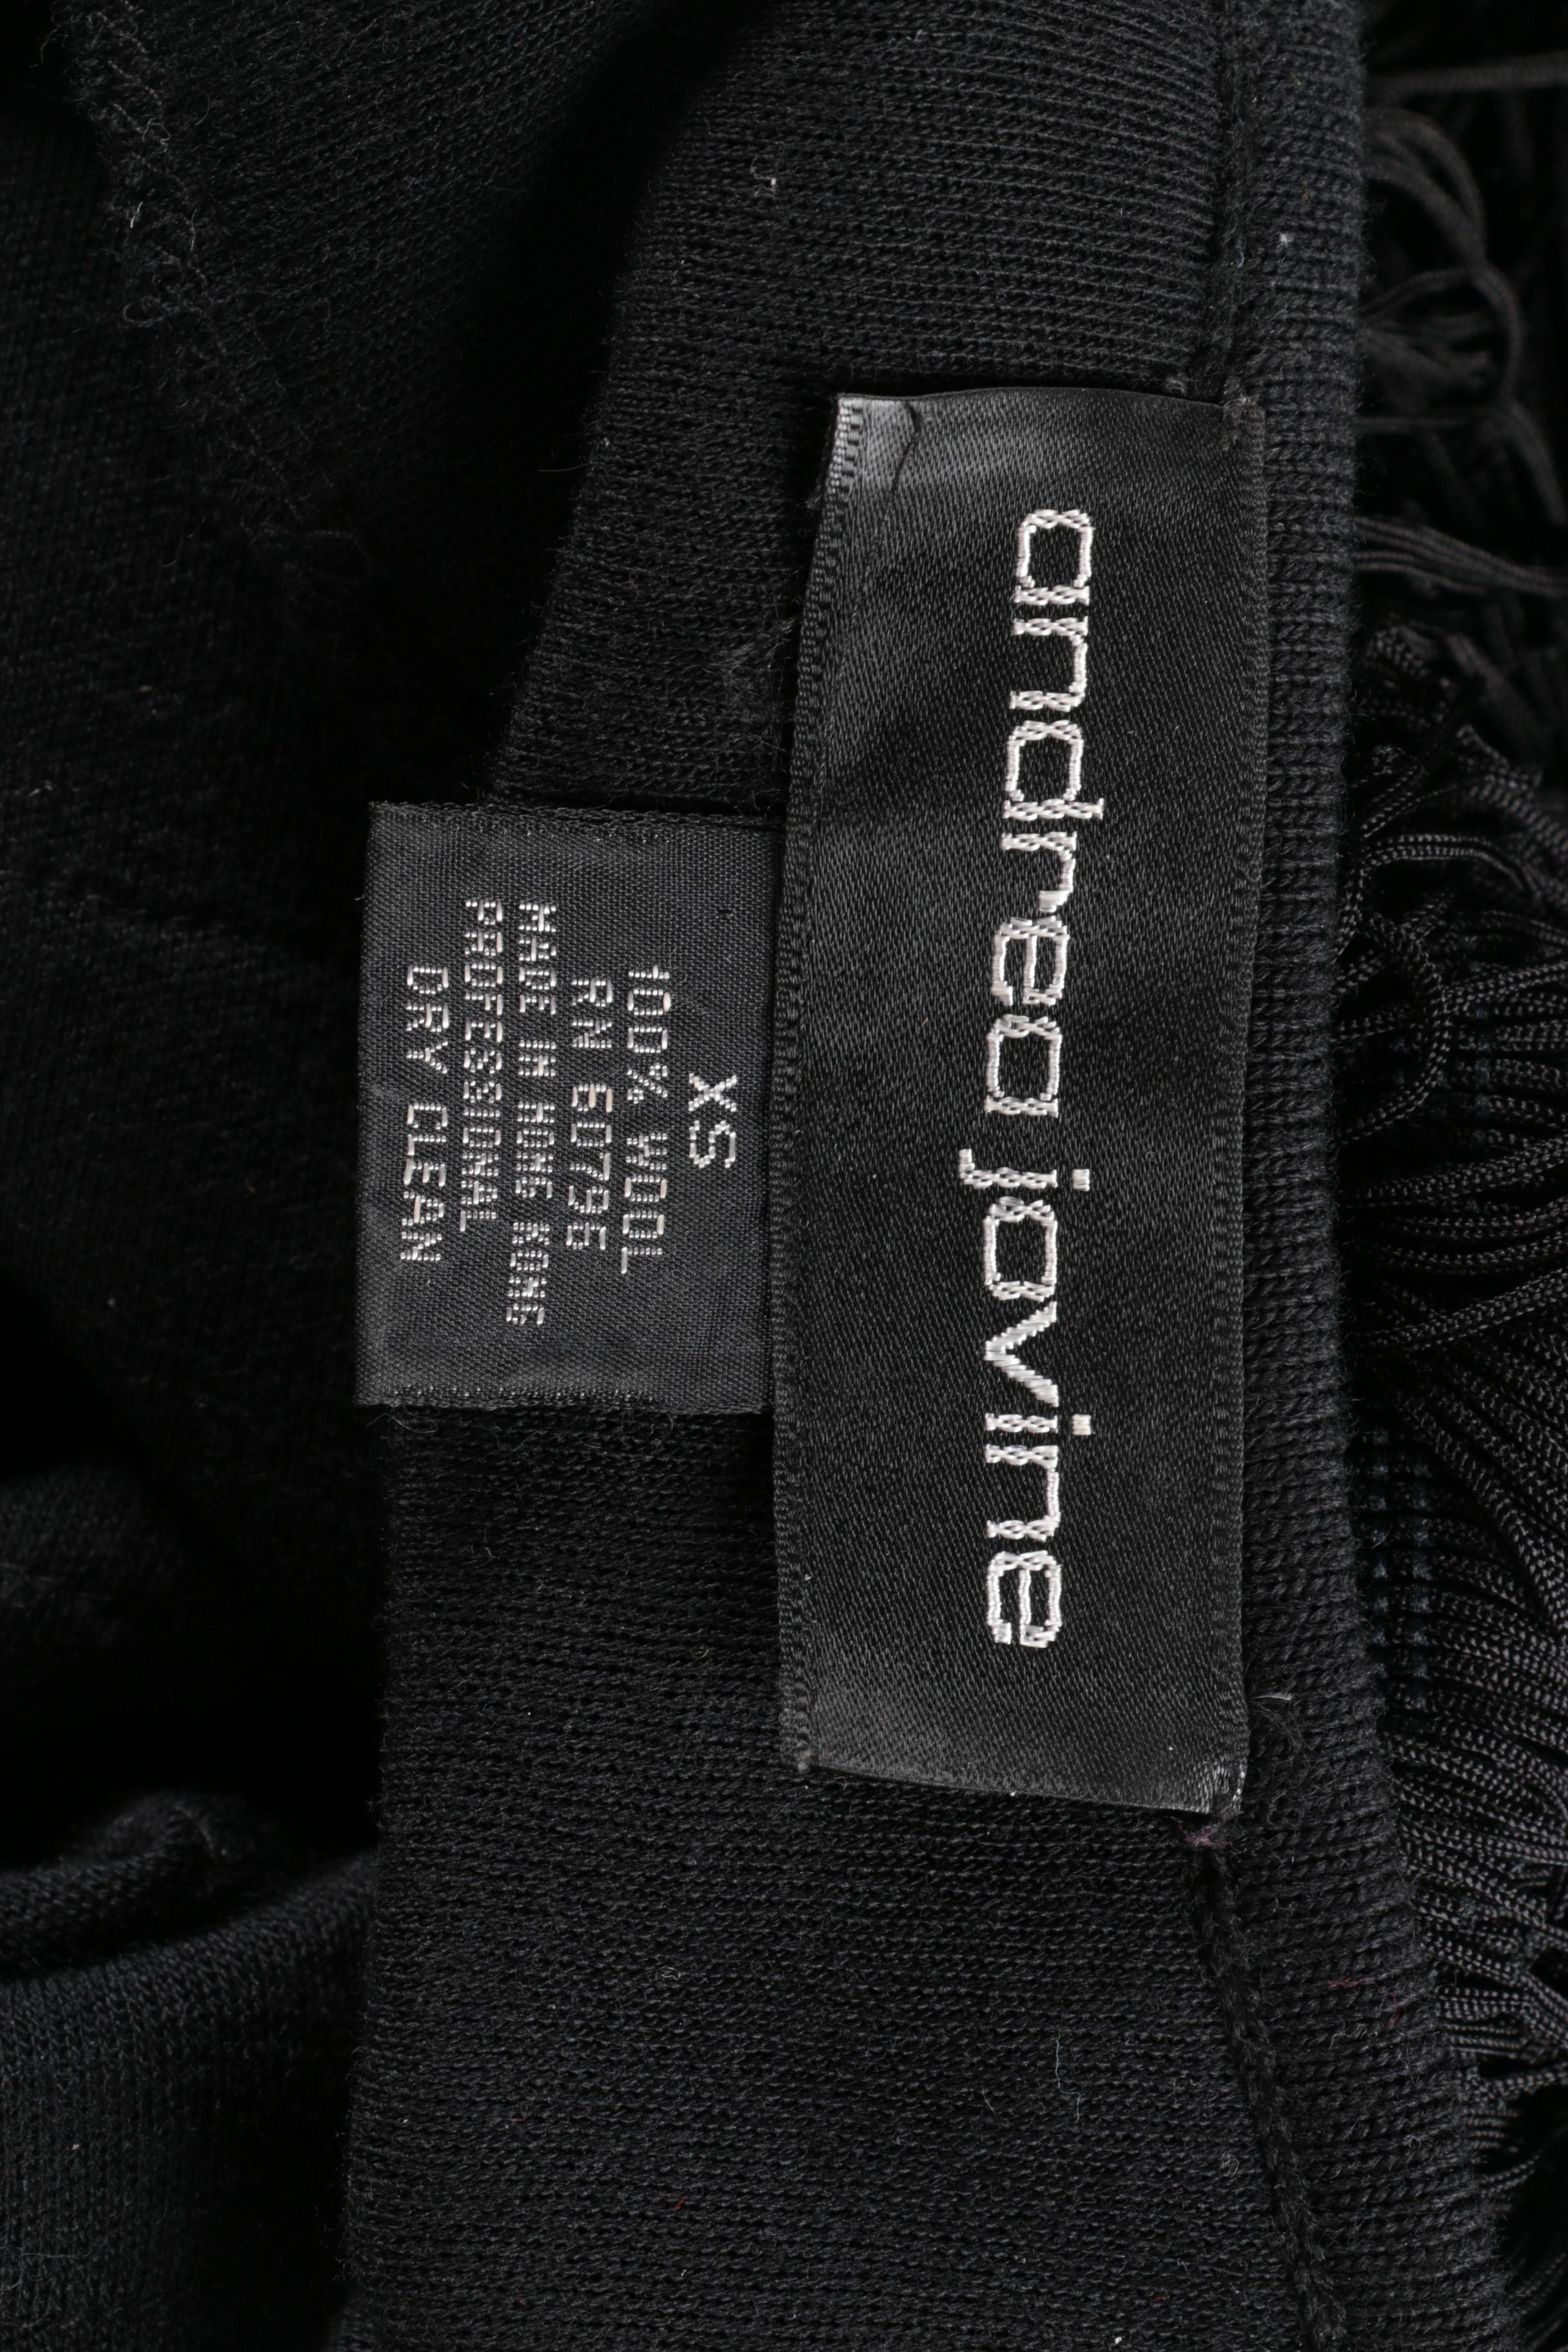 andrea jovine
XS
100% WOOL
RN 60796
MADE IN HONG KONG
PROFESSIONAL
DRY CLEAN